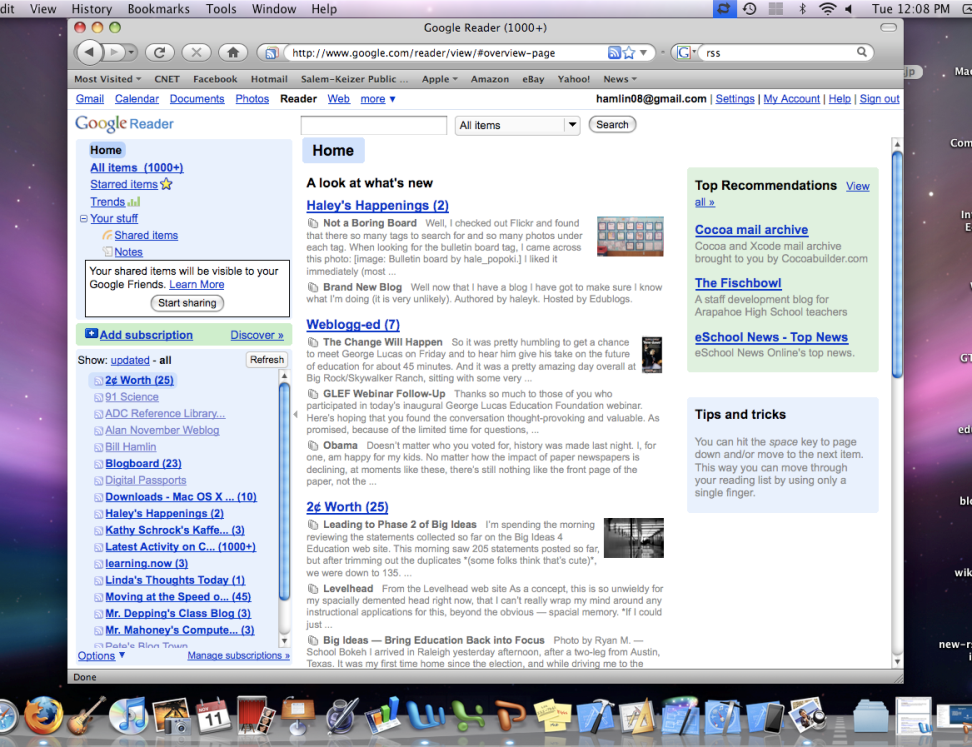 dit View History Bookmarks Tools Window Help Tue 12:08 PM
Google Reader (1000+)
http://www.google.com/reader/view/#overview-page
rss
Most Visited CNET Facebook Hotmail Salem-Keizer Public ... Apple Amazon eBay Yahoo! News
jp
Gmail Calendar Documents Photos Reader Web more ▼
hamlin08@gmail.com | Settings | My Account | Help | Sign out
Google Reader
All items
Search
Home
All items (1000+)
Starred items
Trends
Your stuff
Shared items
Notes
Your shared items will be visible to your
Google Friends. Learn More
Start sharing
Add subscription Discover »
Show: updated - all Refresh
2¢ Worth (25)
91 Science
ADC Reference Library...
Alan November Weblog
Bill Hamlin
Blogboard (23)
Digital Passports
Downloads - Mac OS X ... (10)
Haley's Happenings (2)
Kathy Schrock's Kaffe... (3)
Latest Activity on C... (1000+)
learning.now (3)
Linda's Thoughts Today (1)
Moving at the Speed o... (45)
Mr. Depping's Class Blog (3)
Mr. Mahoney's Compute... (3)
Pete's Blog Town
Options ▼ Manage subscriptions »
Home
A look at what's new
Haley's Happenings (2)
Not a Boring Board Well, I checked out Flickr and found
that there so many tags to search for and so many photos under
each tag. When looking for the bulletin board tag, I came across
this photo: [image: Bulletin board by hale_popoki.] I liked it
immediately (most ...
Brand New Blog Well now that I have a blog I have got to make sure I know
what I'm doing (it is very unlikely). Authored by haleyk. Hosted by Edublogs.
Weblogg-ed (7)
The Change Will Happen So it was pretty humbling to get a chance
to meet George Lucas on Friday and to hear him give his take on the future
of education for about 45 minutes. And it was a pretty amazing day overall at
Big Rock/Skywalker Ranch, sitting with some very ...
GLEF Webinar Follow-Up Thanks so much to those of you who
participated in today's inaugural George Lucas Education Foundation webinar.
Here's hoping that you found the conversation thought-provoking and valuable. As
promised, because of the limited time for questions, ...
Obama Doesn't matter who you voted for, history was made last night. I, for
one, am happy for my kids. No matter how the impact of paper newspapers is
declining, at moments like these, there's still nothing like the front page of the
paper, not the ...
2¢ Worth (25)
Leading to Phase 2 of Big Ideas I'm spending the morning
reviewing the statements collected so far on the Big Ideas 4
Education web site. This morning saw 205 statements posted so far,
but after trimming out the duplicates *(some folks think that's cute)*,
we were down to 135. ...
Levelhead From the Levelhead web site As a concept, this is so unwieldy for
my spacially demented head right now, that I can't really wrap my mind around any
instructional applications for this, beyond the obvious — spacial memory. *If I could
just ...
Big Ideas — Bring Education Back into Focus Photo by Ryan M. —
School Bokeh I arrived in Raleigh yesterday afternoon, after a two-leg from Austin,
Texas. It was my first time home since the election, and while driving me to the
Top Recommendations View
all »
Cocoa mail archive
Cocoa and Xcode mail archive
brought to you by Cocoabuilder.com
The Fischbowl
A staff development blog for
Arapahoe High School teachers
eSchool News - Top News
eSchool News Online's top news.
Tips and tricks
You can hit the space key to page
down and/or move to the next item.
This way you can move through
your reading list by using only a
single finger.
Done
Mac
Com
In
E
GT
edu
blo
wik
new-rs
NOV
11